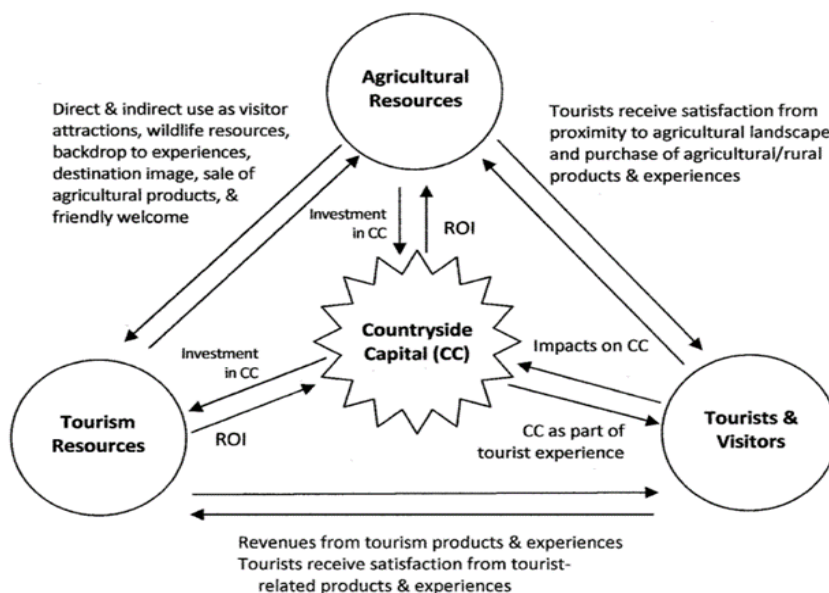 Agricultural
Resources
Direct & indirect use as visitor
attractions, wildlife resources,
backdrop to experiences,
destination image, sale of
agricultural products, &
friendly welcome
Tourists receive satisfaction from
proximity to agricultural landscape
and purchase of agricultural/rural
products & experiences
Investment
in CC
ROI
Countryside
Capital (CC)
Investment
in CC
ROI
Impacts on CC
CC as part of
tourist experience
Tourism
Resources
Tourists &
Visitors
Revenues from tourism products & experiences
Tourists receive satisfaction from tourist-
related products & experiences